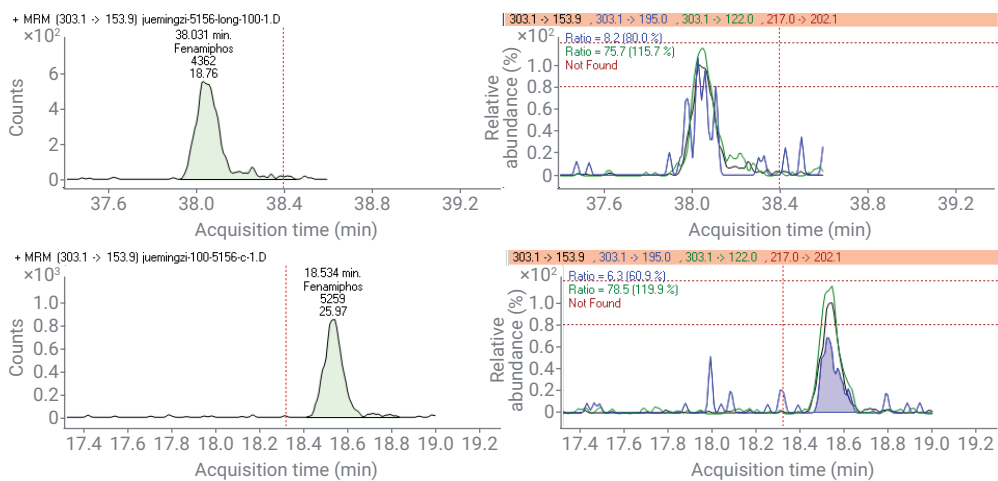 + MRM (303.1 -> 153.9) juemingzi-5156-long-100-1.D
38.031 min.
Fenamiphos
4362
18.76
×10²
6
4
2
0
Counts
37.6 38.0 38.4 38.8 39.2
Acquisition time (min)
303.1 -> 153.9 , 303.1 -> 195.0 , 303.1 -> 122.0 , 217.0 -> 202.1
×10²
Ratio = 8.2 (80.0 %)
Ratio = 75.7 (115.7 %)
Not Found
1.0
0.8
0.6
0.4
0.2
0
Relative
abundance (%)
37.6 38.0 38.4 38.8 39.2
Acquisition time (min)
+ MRM (303.1 -> 153.9) juemingzi-100-5156-c-1.D
18.534 min.
Fenamiphos
5259
25.97
×10³
1.0
0.8
0.6
0.4
0.2
0
Counts
17.4 17.6 17.8 18.0 18.2 18.4 18.6 18.8 19.0 19.2
Acquisition time (min)
303.1 -> 153.9 , 303.1 -> 195.0 , 303.1 -> 122.0 , 217.0 -> 202.1
×10²
Ratio = 6.3 (60.9 %)
Ratio = 78.5 (119.9 %)
Not Found
1.0
0.8
0.6
0.4
0.2
0
Relative
abundance (%)
17.4 17.6 17.8 18.0 18.2 18.4 18.6 18.8 19.0 19.2
Acquisition time (min)